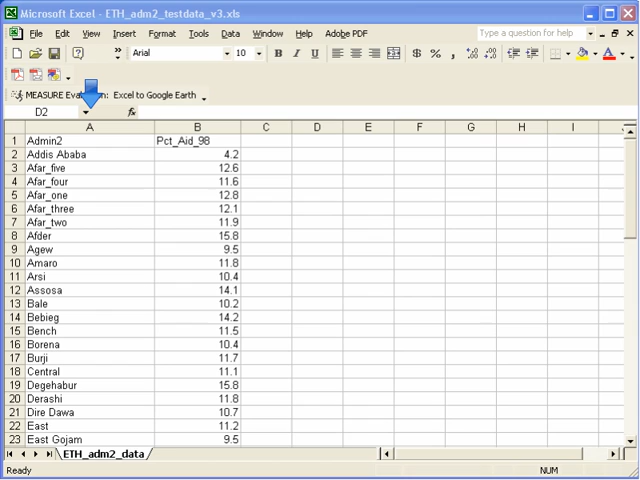 Microsoft Excel - ETH_adm2_testdata_v3.xls
File Edit View Insert Format Tools Data Window Help Adobe PDF Type a question for help
Arial 10 B I U $ % ,
MEASURE Evalua on: Excel to Google Earth
D2 fx
A B C D E F G H I
1 Admin2 Pct_Aid_98
2 Addis Ababa 4.2
3 Afar_five 12.6
4 Afar_four 11.6
5 Afar_one 12.8
6 Afar_three 12.1
7 Afar_two 11.9
8 Afder 15.8
9 Agew 9.5
10 Amaro 11.8
11 Arsi 10.4
12 Assosa 14.1
13 Bale 10.2
14 Bebieg 14.2
15 Bench 11.5
16 Borena 10.4
17 Burji 11.7
18 Central 11.1
19 Degehabur 15.8
20 Derashi 11.8
21 Dire Dawa 10.7
22 East 11.2
23 East Gojam 9.5
ETH_adm2_data
Ready NUM